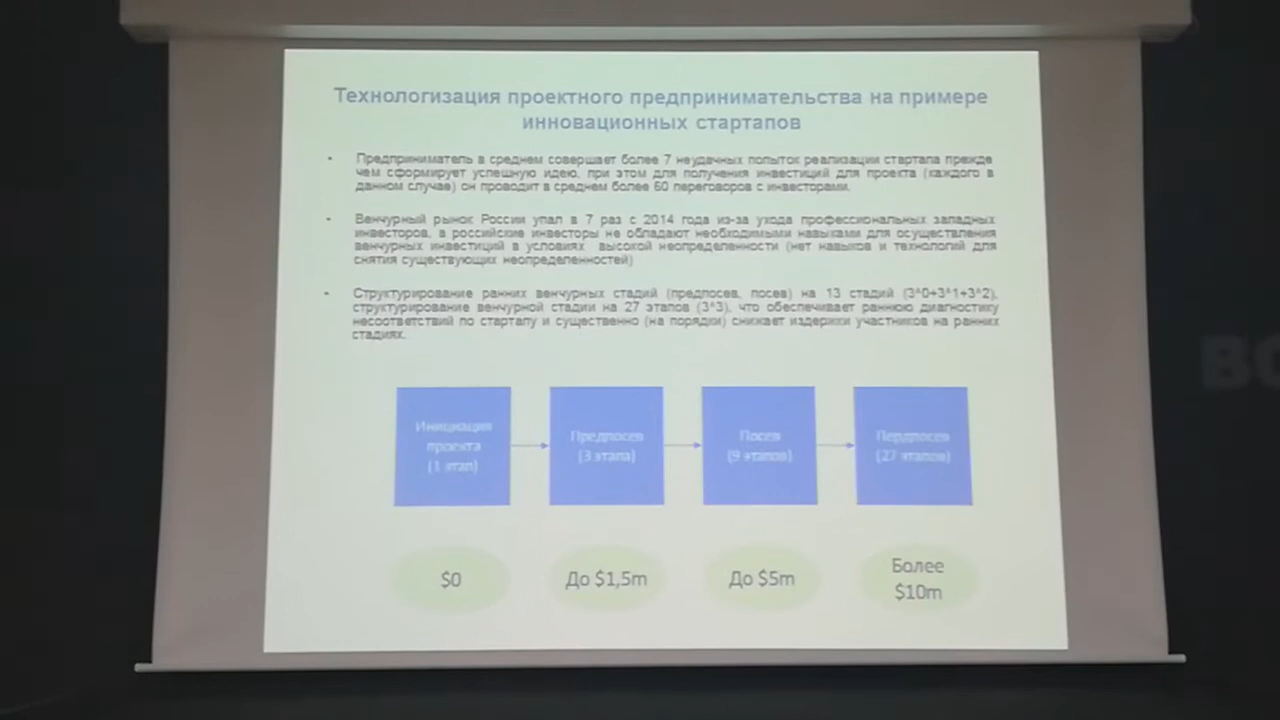 Технологизация проектного предпринимательства на примере
инновационных стартапов
• Предприниматель в среднем совершает более 7 неудачных попыток реализации стартапа прежде
чем сформирует успешную идею, при этом для получения инвестиций для проекта (каждого в
данном случае) он проводит в среднем более 60 переговоров с инвесторами.
• Венчурный рынок России упал в 7 раз с 2014 года из-за ухода профессиональных западных
инвесторов, а российские инвесторы не обладают необходимыми навыками для осуществления
венчурных инвестиций в условиях высокой неопределенности (нет навыков и технологий для
снятия существующих неопределенностей)
• Структурирование ранних венчурных стадий (предпосев, посев) на 13 стадий (3^0+3^1+3^2),
структурирование венчурной стадии на 27 этапов (3^3), что обеспечивает раннюю диагностику
несоответствий по стартапу и существенно (на порядки) снижает издержки участников на ранних
стадиях.
Инициация
проекта
(1 этап)
Предпосев
(3 этапа)
Посев
(9 этапов)
Пердпосев
(27 этапов)
$0
До $1,5m
До $5m
Более
$10m
ВО